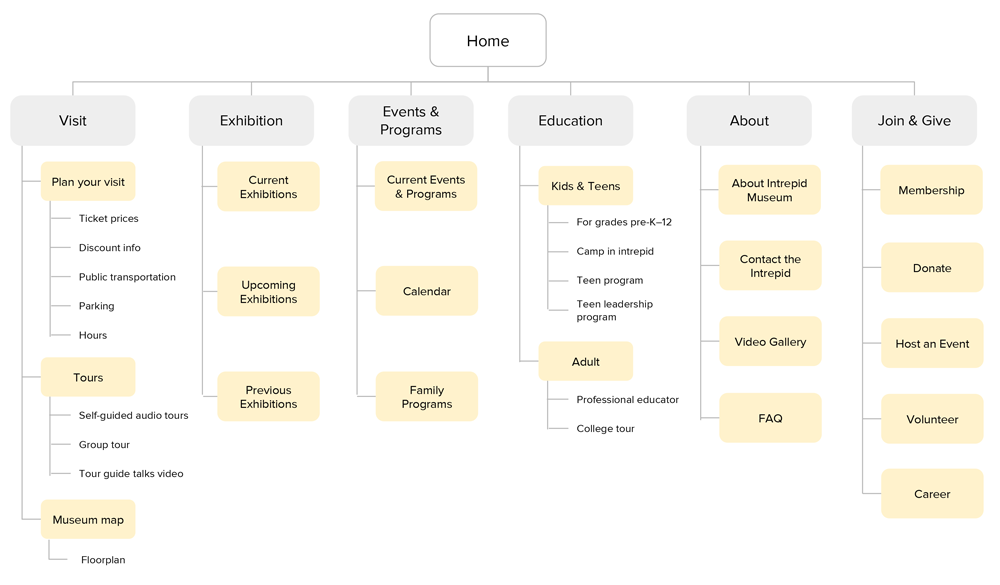 Home
Visit
Plan your visit
Ticket prices
Discount info
Public transportation
Parking
Hours
Tours
Self-guided audio tours
Group tour
Tour guide talks video
Museum map
Floorplan
Exhibition
Current
Exhibitions
Upcoming
Exhibitions
Previous
Exhibitions
Events &
Programs
Current Events
& Programs
Calendar
Family
Programs
Education
Kids & Teens
For grades pre-K–12
Camp in intrepid
Teen program
Teen leadership
program
Adult
Professional educator
College tour
About
About Intrepid
Museum
Contact the
Intrepid
Video Gallery
FAQ
Join & Give
Membership
Donate
Host an Event
Volunteer
Career